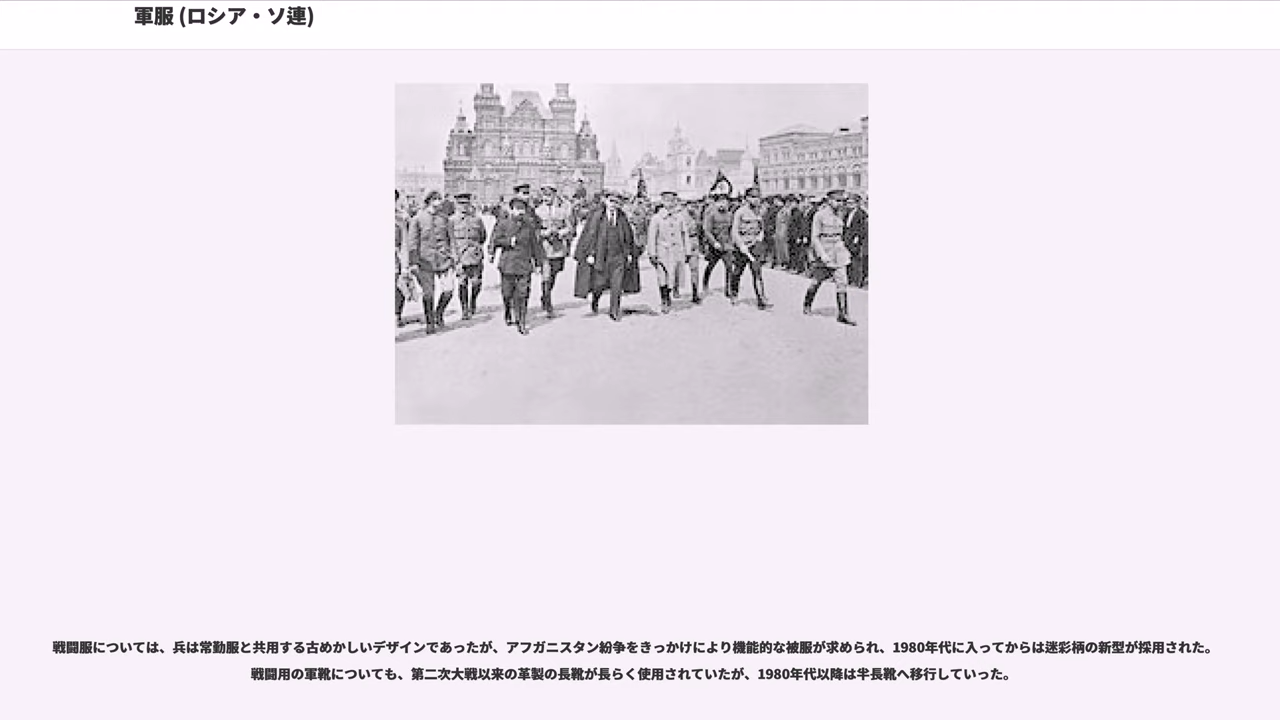 軍服 (ロシア・ソ連)
戦闘服については、兵は常勤服と共用する古めかしいデザインであったが、アフガニスタン紛争をきっかけにより機能的な被服が求められ、1980年代に入ってからは迷彩柄の新型が採用された。
戦闘用の軍靴についても、第二次大戦以来の革製の長靴が長らく使用されていたが、1980年代以降は半長靴へ移行していった。